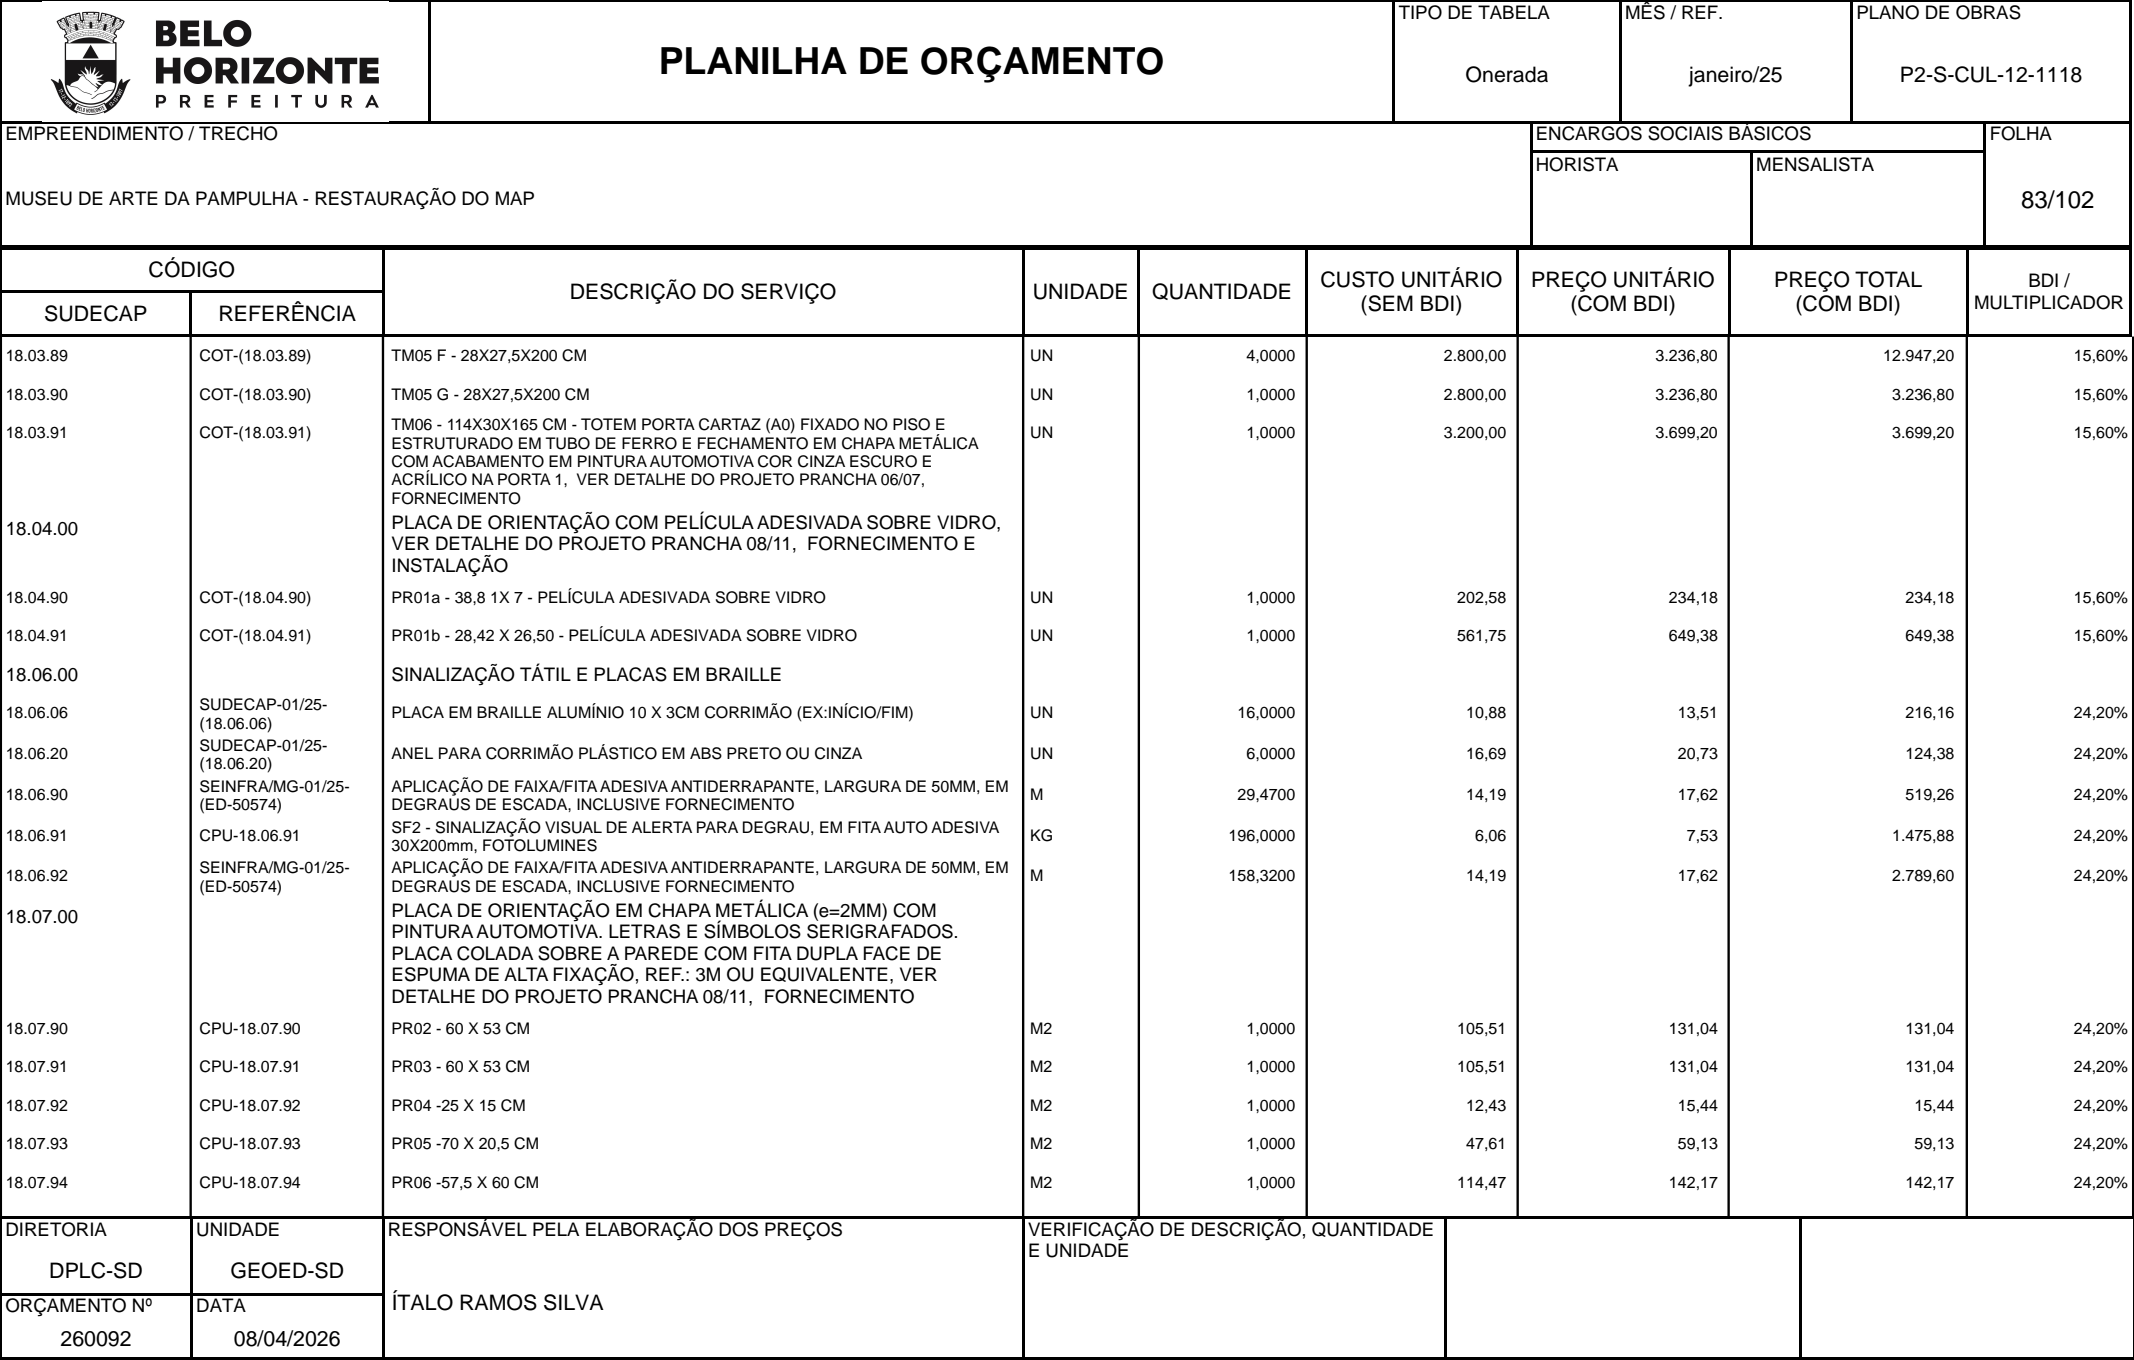 BELO
HORIZONTE
PREFEITURA
PLANILHA DE ORÇAMENTO
TIPO DE TABELA
Onerada
MÊS / REF.
janeiro/25
PLANO DE OBRAS
P2-S-CUL-12-1118
EMPREENDIMENTO / TRECHO
MUSEU DE ARTE DA PAMPULHA - RESTAURAÇÃO DO MAP
ENCARGOS SOCIAIS BÁSICOS
HORISTA
MENSALISTA
FOLHA
83/102
CÓDIGO
SUDECAP
REFERÊNCIA
DESCRIÇÃO DO SERVIÇO
UNIDADE
QUANTIDADE
CUSTO UNITÁRIO
(SEM BDI)
PREÇO UNITÁRIO
(COM BDI)
PREÇO TOTAL
(COM BDI)
BDI /
MULTIPLICADOR
18.03.89 COT-(18.03.89) TM05 F - 28X27,5X200 CM UN 4,0000 2.800,00 3.236,80 12.947,20 15,60%
18.03.90 COT-(18.03.90) TM05 G - 28X27,5X200 CM UN 1,0000 2.800,00 3.236,80 3.236,80 15,60%
18.03.91 COT-(18.03.91) TM06 - 114X30X165 CM - TOTEM PORTA CARTAZ (A0) FIXADO NO PISO E UN 1,0000 3.200,00 3.699,20 3.699,20 15,60%
ESTRUTURADO EM TUBO DE FERRO E FECHAMENTO EM CHAPA METÁLICA
COM ACABAMENTO EM PINTURA AUTOMOTIVA COR CINZA ESCURO E
ACRÍLICO NA PORTA 1, VER DETALHE DO PROJETO PRANCHA 06/07,
FORNECIMENTO
18.04.00 PLACA DE ORIENTAÇÃO COM PELÍCULA ADESIVADA SOBRE VIDRO,
VER DETALHE DO PROJETO PRANCHA 08/11, FORNECIMENTO E
INSTALAÇÃO
18.04.90 COT-(18.04.90) PR01a - 38,8 1X 7 - PELÍCULA ADESIVADA SOBRE VIDRO UN 1,0000 202,58 234,18 234,18 15,60%
18.04.91 COT-(18.04.91) PR01b - 28,42 X 26,50 - PELÍCULA ADESIVADA SOBRE VIDRO UN 1,0000 561,75 649,38 649,38 15,60%
18.06.00 SINALIZAÇÃO TÁTIL E PLACAS EM BRAILLE
18.06.06 SUDECAP-01/25- PLACA EM BRAILLE ALUMÍNIO 10 X 3CM CORRIMÃO (EX:INÍCIO/FIM) UN 16,0000 10,88 13,51 216,16 24,20%
(18.06.06)
18.06.20 SUDECAP-01/25- ANEL PARA CORRIMÃO PLÁSTICO EM ABS PRETO OU CINZA UN 6,0000 16,69 20,73 124,38 24,20%
(18.06.20)
18.06.90 SEINFRA/MG-01/25- APLICAÇÃO DE FAIXA/FITA ADESIVA ANTIDERRAPANTE, LARGURA DE 50MM, EM M 29,4700 14,19 17,62 519,26 24,20%
(ED-50574) DEGRAUS DE ESCADA, INCLUSIVE FORNECIMENTO
18.06.91 CPU-18.06.91 SF2 - SINALIZAÇÃO VISUAL DE ALERTA PARA DEGRAU, EM FITA AUTO ADESIVA KG 196,0000 6,06 7,53 1.475,88 24,20%
30X200mm, FOTOLUMINES
18.06.92 SEINFRA/MG-01/25- APLICAÇÃO DE FAIXA/FITA ADESIVA ANTIDERRAPANTE, LARGURA DE 50MM, EM M 158,3200 14,19 17,62 2.789,60 24,20%
(ED-50574) DEGRAUS DE ESCADA, INCLUSIVE FORNECIMENTO
18.07.00 PLACA DE ORIENTAÇÃO EM CHAPA METÁLICA (e=2MM) COM
PINTURA AUTOMOTIVA. LETRAS E SÍMBOLOS SERIGRAFADOS.
PLACA COLADA SOBRE A PAREDE COM FITA DUPLA FACE DE
ESPUMA DE ALTA FIXAÇÃO, REF.: 3M OU EQUIVALENTE, VER
DETALHE DO PROJETO PRANCHA 08/11, FORNECIMENTO
18.07.90 CPU-18.07.90 PR02 - 60 X 53 CM M2 1,0000 105,51 131,04 131,04 24,20%
18.07.91 CPU-18.07.91 PR03 - 60 X 53 CM M2 1,0000 105,51 131,04 131,04 24,20%
18.07.92 CPU-18.07.92 PR04 -25 X 15 CM M2 1,0000 12,43 15,44 15,44 24,20%
18.07.93 CPU-18.07.93 PR05 -70 X 20,5 CM M2 1,0000 47,61 59,13 59,13 24,20%
18.07.94 CPU-18.07.94 PR06 -57,5 X 60 CM M2 1,0000 114,47 142,17 142,17 24,20%
DIRETORIA
DPLC-SD
UNIDADE
GEOED-SD
RESPONSÁVEL PELA ELABORAÇÃO DOS PREÇOS
ÍTALO RAMOS SILVA
VERIFICAÇÃO DE DESCRIÇÃO, QUANTIDADE
E UNIDADE
ORÇAMENTO Nº
260092
DATA
08/04/2026